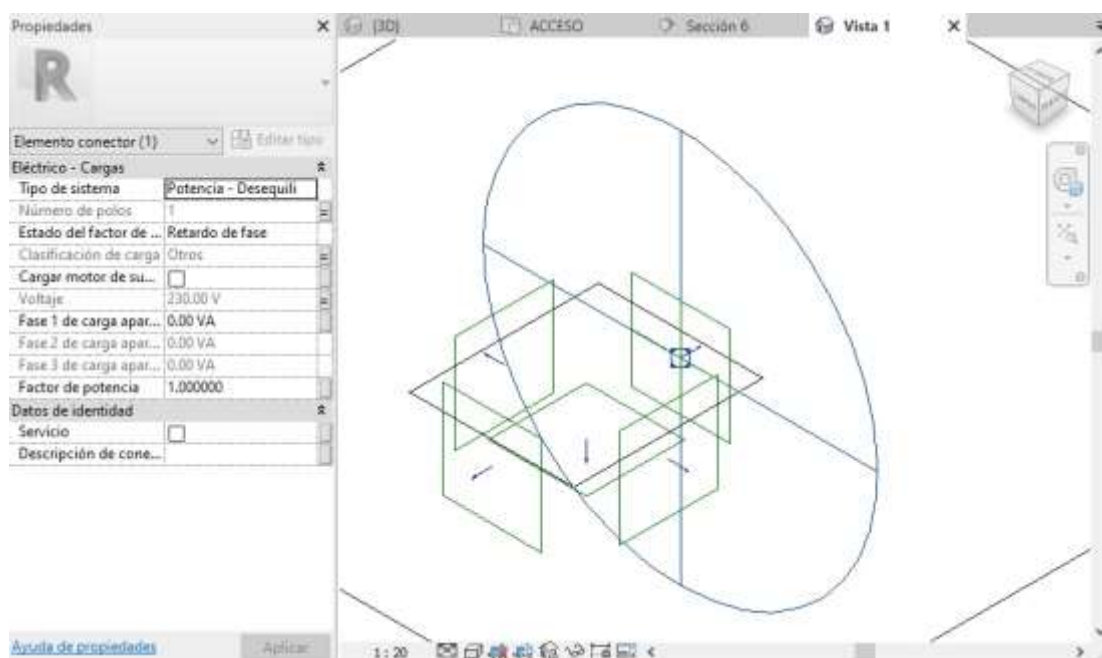 Propiedades
{3D}
ACCESO
Sección 6
Vista 1
R
Elemento conector (1)
Editar tipo
Eléctrico - Cargas
Tipo de sistema Potencia - Desequili
Número de polos 1
Estado del factor de ... Retardo de fase
Clasificación de carga Otros
Cargar motor de su...
Voltaje 230.00 V
Fase 1 de carga apar... 0.00 VA
Fase 2 de carga apar... 0.00 VA
Fase 3 de carga apar... 0.00 VA
Factor de potencia 1.000000
Datos de identidad
Servicio
Descripción de cone...
Ayuda de propiedades
Aplicar
1 : 20